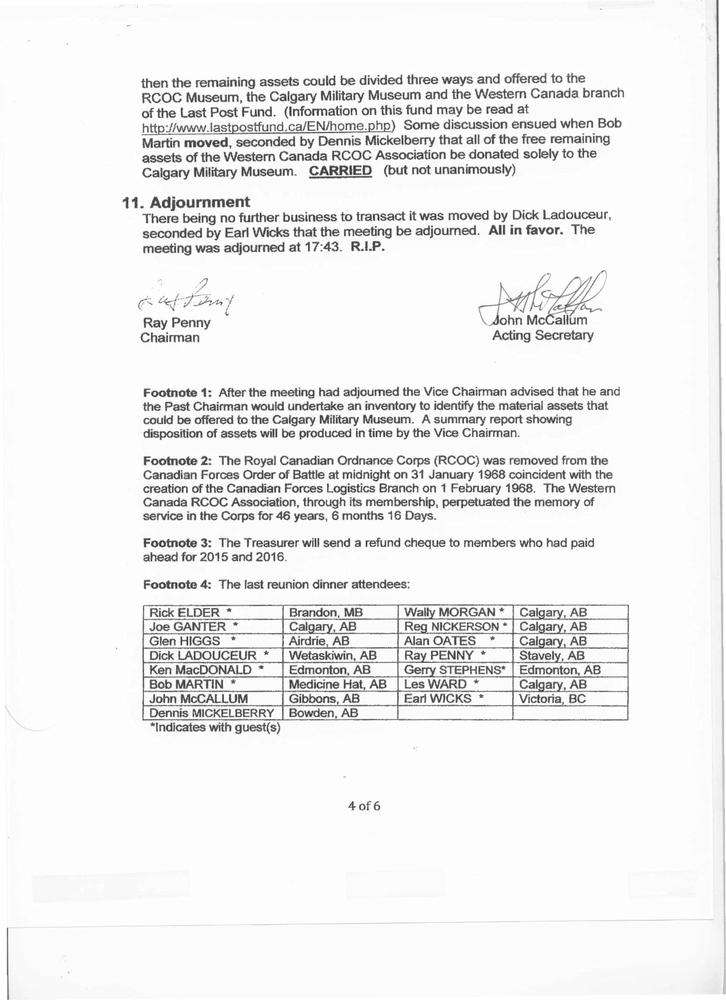 then the remaining assets could be divided three ways and offered to the
RCOC Museum, the Calgary Military Museum and the Western Canada branch
of the Last Post Fund. (Information on this fund may be read at
http://www.lastpostfund.ca/EN/home.php) Some discussion ensued when Bob
Martin moved, seconded by Dennis Mickelberry that all of the free remaining
assets of the Western Canada RCOC Association be donated solely to the
Calgary Military Museum. CARRIED (but not unanimously)
11. Adjournment
There being no further business to transact it was moved by Dick Ladouceur,
seconded by Earl Wicks that the meeting be adjourned. All in favor. The
meeting was adjourned at 17:43. R.I.P.
Ray Penny John McCallum
Chairman Acting Secretary
Footnote 1: After the meeting had adjourned the Vice Chairman advised that he and
the Past Chairman would undertake an inventory to identify the material assets that
could be offered to the Calgary Military Museum. A summary report showing
disposition of assets will be produced in time by the Vice Chairman.
Footnote 2: The Royal Canadian Ordnance Corps (RCOC) was removed from the
Canadian Forces Order of Battle at midnight on 31 January 1968 coincident with the
creation of the Canadian Forces Logistics Branch on 1 February 1968. The Western
Canada RCOC Association, through its membership, perpetuated the memory of
service in the Corps for 46 years, 6 months 16 Days.
Footnote 3: The Treasurer will send a refund cheque to members who had paid
ahead for 2015 and 2016.
Footnote 4: The last reunion dinner attendees:
Rick ELDER * Brandon, MB Wally MORGAN * Calgary, AB
Joe GANTER * Calgary, AB Reg NICKERSON * Calgary, AB
Glen HIGGS * Airdrie, AB Alan OATES * Calgary, AB
Dick LADOUCEUR * Wetaskiwin, AB Ray PENNY * Stavely, AB
Ken MacDONALD * Edmonton, AB Gerry STEPHENS* Edmonton, AB
Bob MARTIN * Medicine Hat, AB Les WARD * Calgary, AB
John McCALLUM Gibbons, AB Earl WICKS * Victoria, BC
Dennis MICKELBERRY Bowden, AB
*Indicates with guest(s)
4 of 6